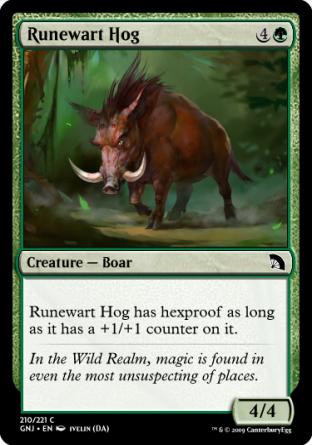 Runewart Hog 4
Creature — Boar
Runewart Hog has hexproof as long
as it has a +1/+1 counter on it.
In the Wild Realm, magic is found in
even the most unsuspecting of places.
4/4
210/221 C
GNJ • EN IVELIN (DA)
™ & © 2019 CanterburyEgg